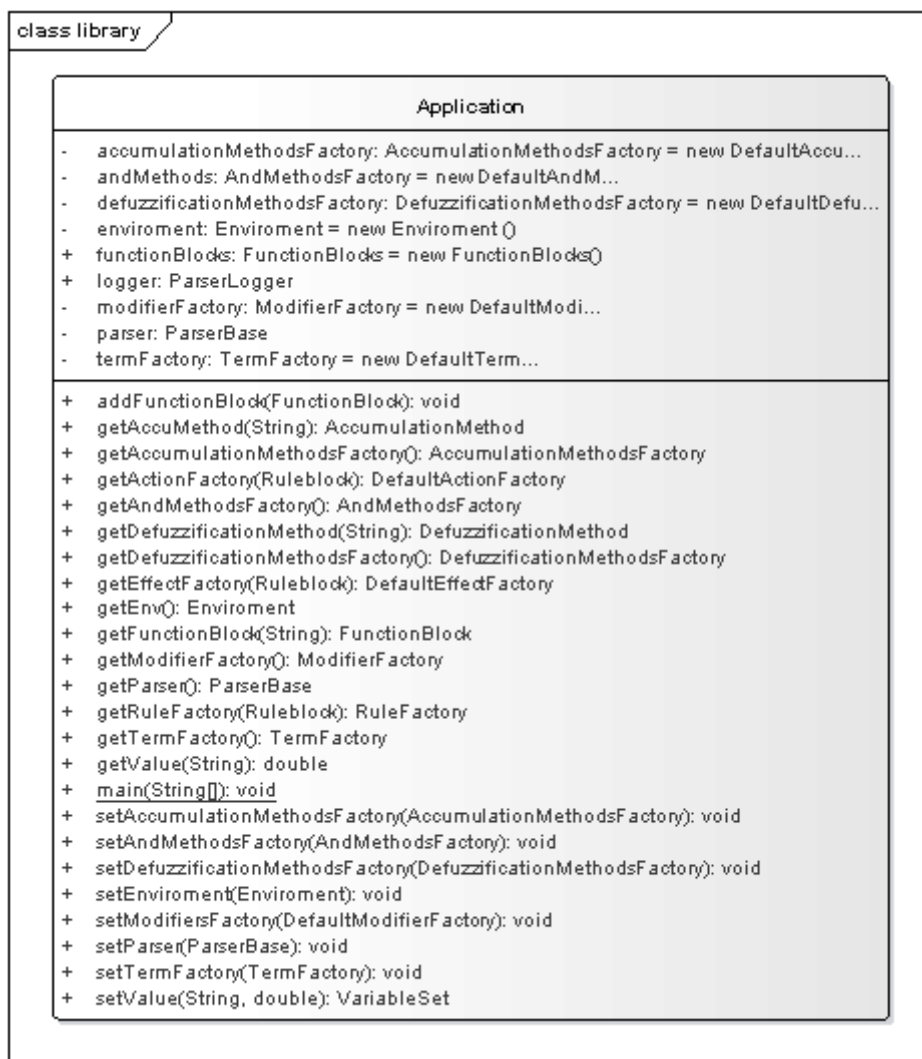 class library
Application
- accumulationMethodsFactory: AccumulationMethodsFactory = new DefaultAccu...
- andMethods: AndMethodsFactory = new DefaultAndM...
- defuzzificationMethodsFactory: DefuzzificationMethodsFactory = new DefaultDefu...
- enviroment: Enviroment = new Enviroment ()
+ functionBlocks: FunctionBlocks = new FunctionBlocks()
+ logger: ParserLogger
- modifierFactory: ModifierFactory = new DefaultModi...
- parser: ParserBase
- termFactory: TermFactory = new DefaultTerm...
+ addFunctionBlock(FunctionBlock): void
+ getAccuMethod(String): AccumulationMethod
+ getAccumulationMethodsFactory(): AccumulationMethodsFactory
+ getActionFactory(Ruleblock): DefaultActionFactory
+ getAndMethodsFactory(): AndMethodsFactory
+ getDefuzzificationMethod(String): DefuzzificationMethod
+ getDefuzzificationMethodsFactory(): DefuzzificationMethodsFactory
+ getEffectFactory(Ruleblock): DefaultEffectFactory
+ getEnv(): Enviroment
+ getFunctionBlock(String): FunctionBlock
+ getModifierFactory(): ModifierFactory
+ getParser(): ParserBase
+ getRuleFactory(Ruleblock): RuleFactory
+ getTermFactory(): TermFactory
+ getValue(String): double
+ main(String[]): void
+ setAccumulationMethodsFactory(AccumulationMethodsFactory): void
+ setAndMethodsFactory(AndMethodsFactory): void
+ setDefuzzificationMethodsFactory(DefuzzificationMethodsFactory): void
+ setEnviroment(Enviroment): void
+ setModifiersFactory(DefaultModifierFactory): void
+ setParser(ParserBase): void
+ setTermFactory(TermFactory): void
+ setValue(String, double): VariableSet